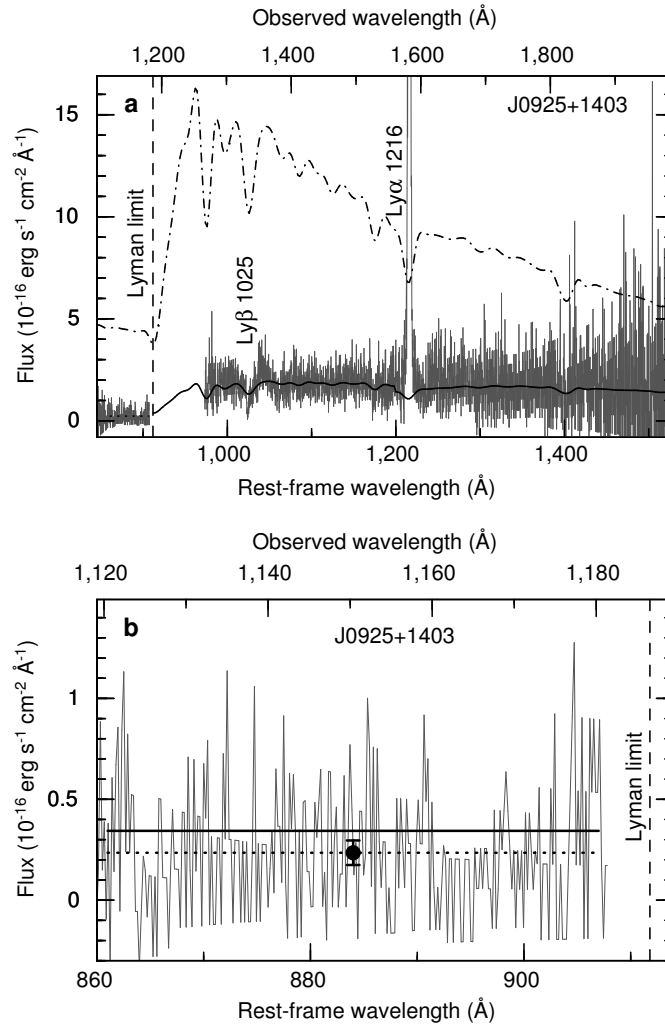 Observed wavelength (Å)
1,200 1,400 1,600 1,800
a
J0925+1403
15
10
5
0
Flux (10⁻¹⁶ erg s⁻¹ cm⁻² Å⁻¹)
Lyman limit
Lyβ 1025
Lyα 1216
1,000 1,200 1,400
Rest-frame wavelength (Å)
Observed wavelength (Å)
1,120 1,140 1,160 1,180
b
J0925+1403
1
0.5
0
Flux (10⁻¹⁶ erg s⁻¹ cm⁻² Å⁻¹)
Lyman limit
860 880 900
Rest-frame wavelength (Å)